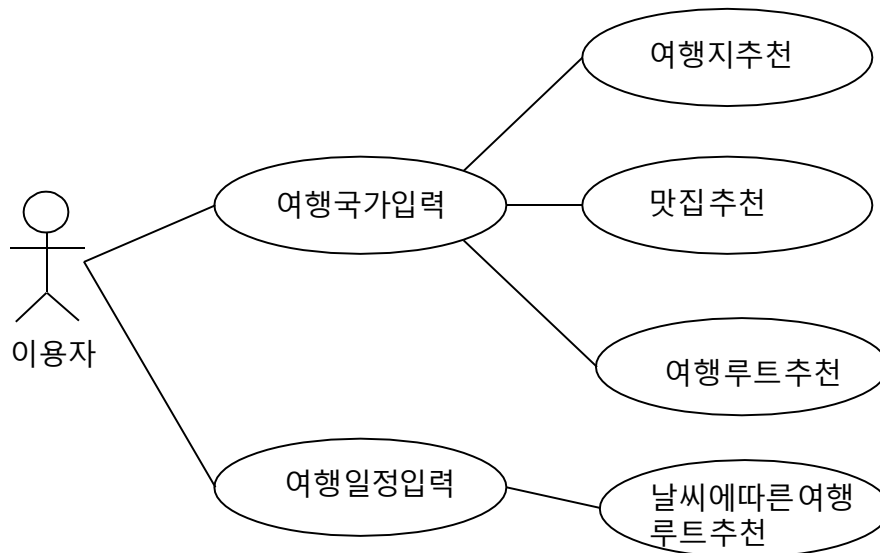 여행지추천
여행국가입력
맛집추천
이용자
여행루트추천
여행일정입력
날씨에따른여행
루트추천